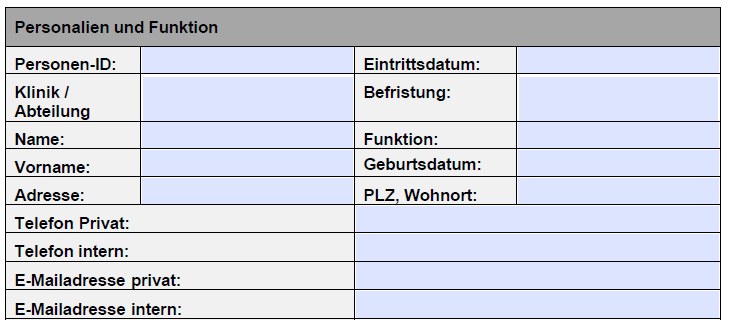 Personalien und Funktion
Personen-ID: Eintrittsdatum:
Klinik / Befristung:
Abteilung
Name: Funktion:
Vorname: Geburtsdatum:
Adresse: PLZ, Wohnort:
Telefon Privat:
Telefon intern:
E-Mailadresse privat:
E-Mailadresse intern: